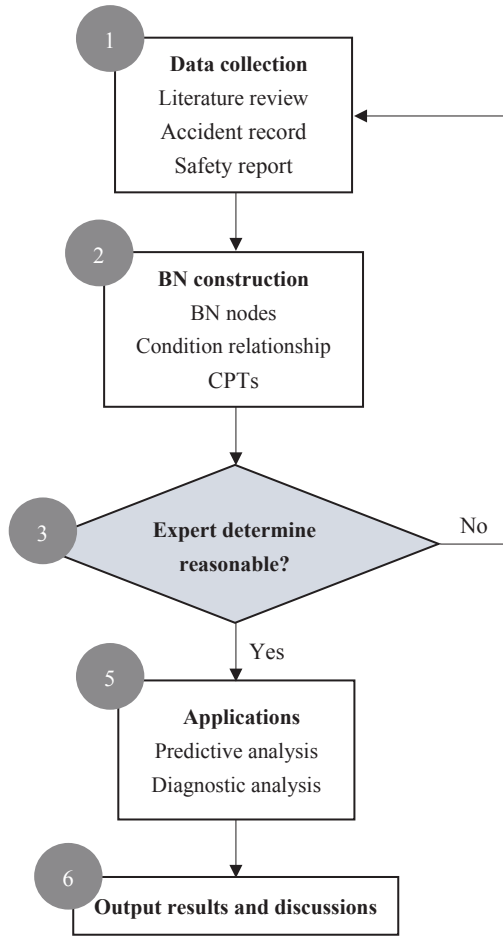 1
Data collection
Literature review
Accident record
Safety report
2
BN construction
BN nodes
Condition relationship
CPTs
3
Expert determine
reasonable?
No
Yes
5
Applications
Predictive analysis
Diagnostic analysis
6
Output results and discussions